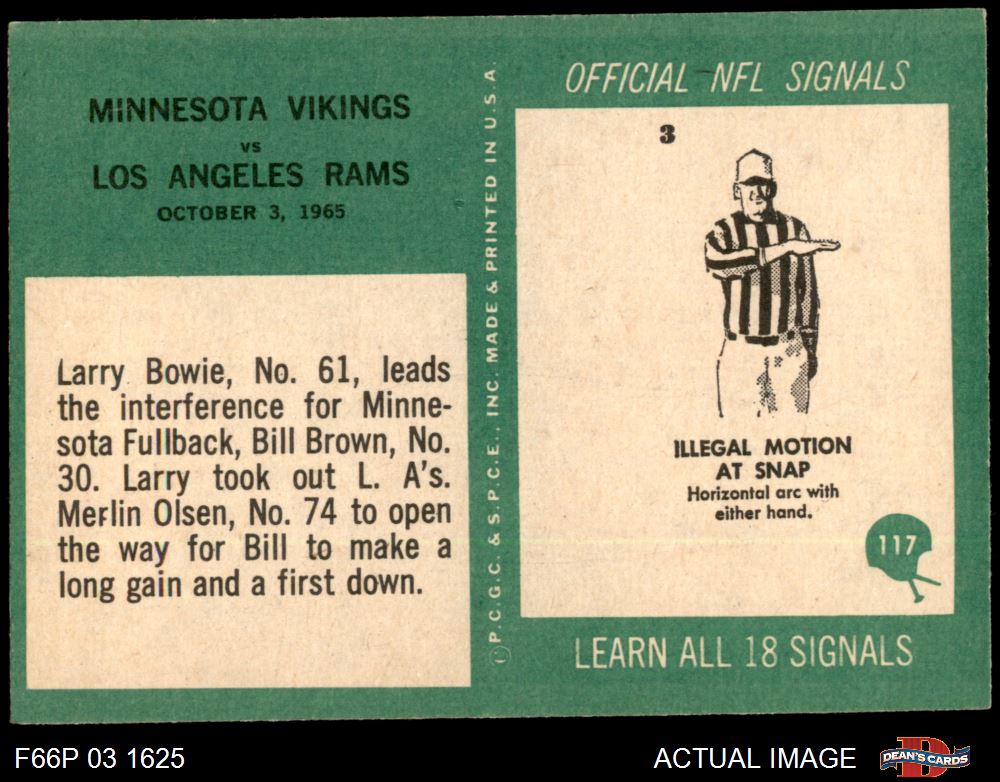 MINNESOTA VIKINGS
VS
LOS ANGELES RAMS
OCTOBER 3, 1965
Larry Bowie, No. 61, leads
the interference for Minne-
sota Fullback, Bill Brown, No.
30. Larry took out L. A's.
Merlin Olsen, No. 74 to open
the way for Bill to make a
long gain and a first down.
©P.C.G.C. & S.P.C.E., INC. MADE & PRINTED IN U.S.A.
OFFICIAL NFL SIGNALS
3
ILLEGAL MOTION
AT SNAP
Horizontal arc with
either hand.
117
LEARN ALL 18 SIGNALS
F66P 03 1625
ACTUAL IMAGE
D
DEAN'S CARDS